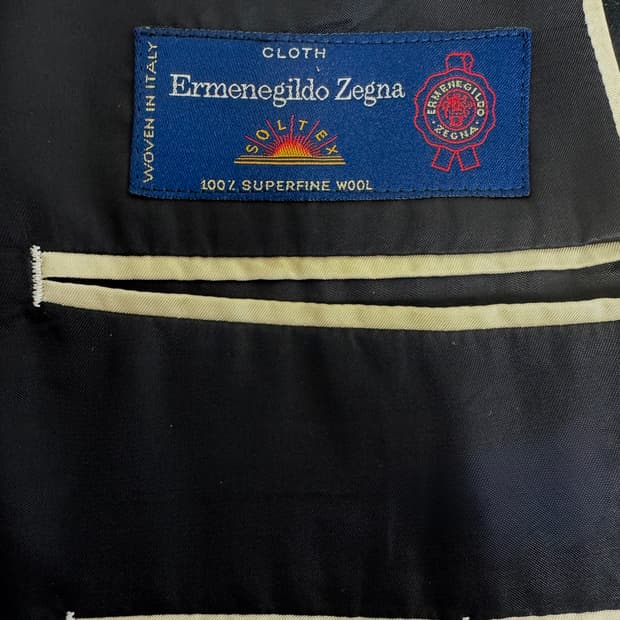 WOVEN IN ITALY
CLOTH
Ermenegildo Zegna
SOLTEX
100% SUPERFINE WOOL
ERMENEGILDO
ZEGNA